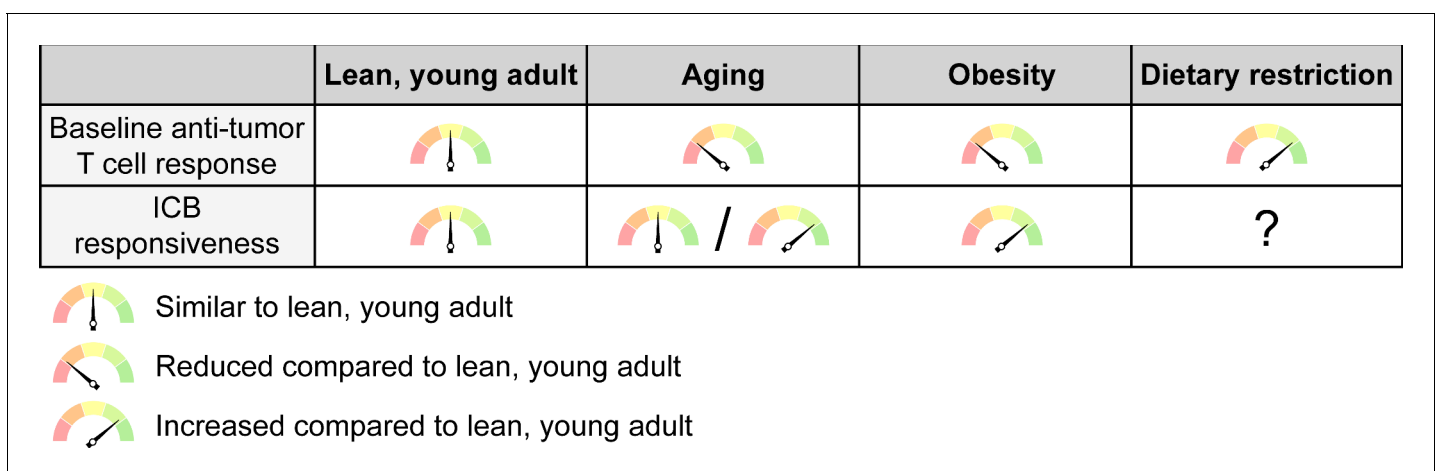 Lean, young adult Aging Obesity Dietary restriction
Baseline anti-tumor
T cell response
ICB
responsiveness
/ ?
Similar to lean, young adult
Reduced compared to lean, young adult
Increased compared to lean, young adult